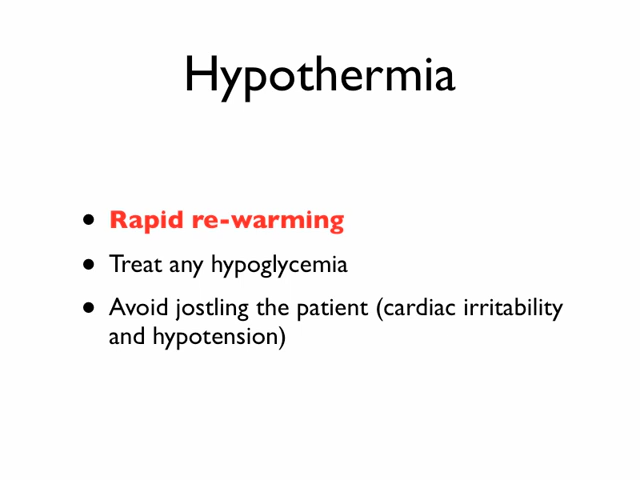 Hypothermia
• Rapid re-warming
• Treat any hypoglycemia
• Avoid jostling the patient (cardiac irritability
and hypotension)